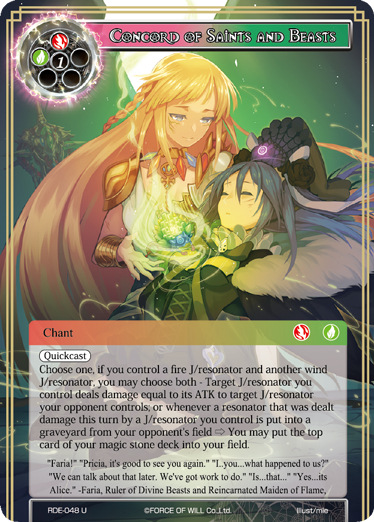 Concord of Saints and Beasts
1
Chant
Quickcast
Choose one, if you control a fire J/resonator and another wind
J/resonator, you may choose both - Target J/resonator you
control deals damage equal to its ATK to target J/resonator
your opponent controls; or whenever a resonator that was dealt
damage this turn by a J/resonator you control is put into a
graveyard from your opponent's field ⇨ You may put the top
card of your magic stone deck into your field.
"Faria!" "Pricia, it's good to see you again." "I..you...what happened to us?"
"We can talk about that later. We've got work to do." "Is...that..." "Yes...its
Alice." -Faria, Ruler of Divine Beasts and Reincarnated Maiden of Flame,
RDE-048 U ©FORCE OF WILL Co.,Ltd. Illust/mle